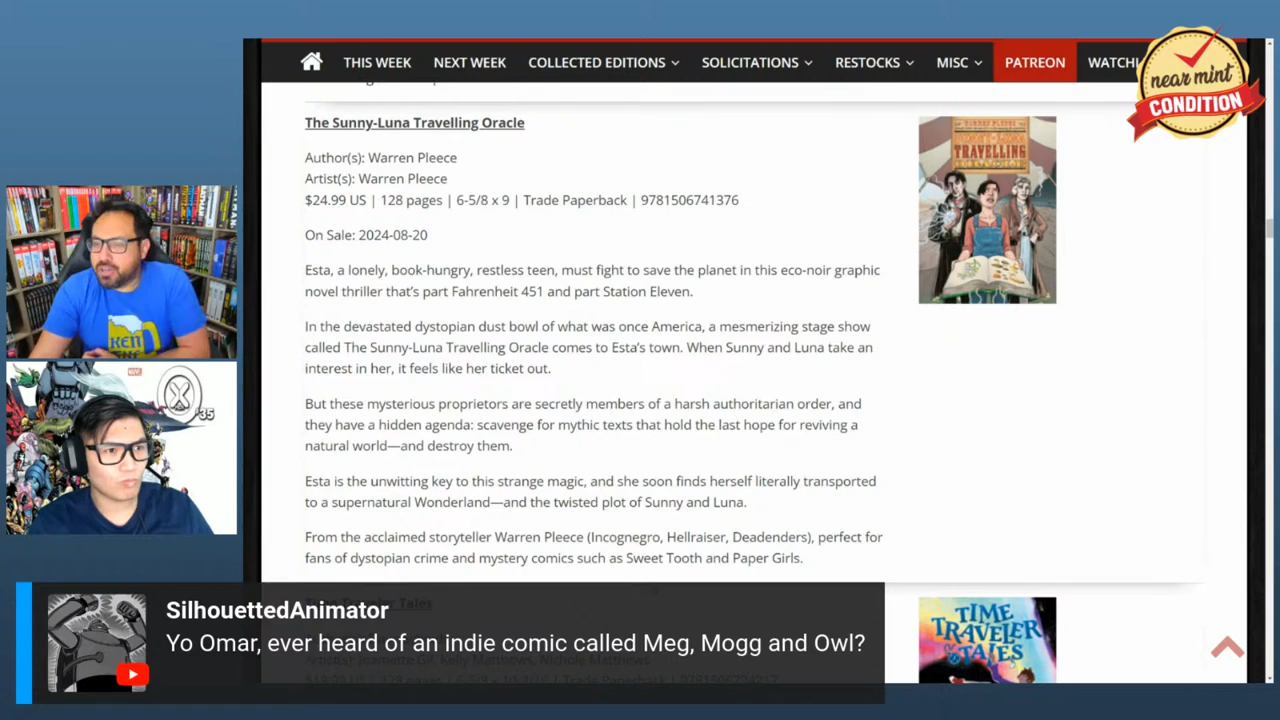 THIS WEEK NEXT WEEK COLLECTED EDITIONS SOLICITATIONS RESTOCKS MISC PATREON WATCHL
near mint
CONDITION
The Sunny-Luna Travelling Oracle
Author(s): Warren Pleece
Artist(s): Warren Pleece
$24.99 US | 128 pages | 6-5/8 x 9 | Trade Paperback | 9781506741376
On Sale: 2024-08-20
WARREN PLEECE
TRAVELLING
Esta, a lonely, book-hungry, restless teen, must fight to save the planet in this eco-noir graphic
novel thriller that's part Fahrenheit 451 and part Station Eleven.
In the devastated dystopian dust bowl of what was once America, a mesmerizing stage show
called The Sunny-Luna Travelling Oracle comes to Esta's town. When Sunny and Luna take an
interest in her, it feels like her ticket out.
But these mysterious proprietors are secretly members of a harsh authoritarian order, and
they have a hidden agenda: scavenge for mythic texts that hold the last hope for reviving a
natural world—and destroy them.
Esta is the unwitting key to this strange magic, and she soon finds herself literally transported
to a supernatural Wonderland—and the twisted plot of Sunny and Luna.
From the acclaimed storyteller Warren Pleece (Incognegro, Hellraiser, Deadenders), perfect for
fans of dystopian crime and mystery comics such as Sweet Tooth and Paper Girls.
KEN
MARVEL
35
Time Traveler Tales
TIME
TRAVELER
TALES
SilhouettedAnimator
Yo Omar, ever heard of an indie comic called Meg, Mogg and Owl?